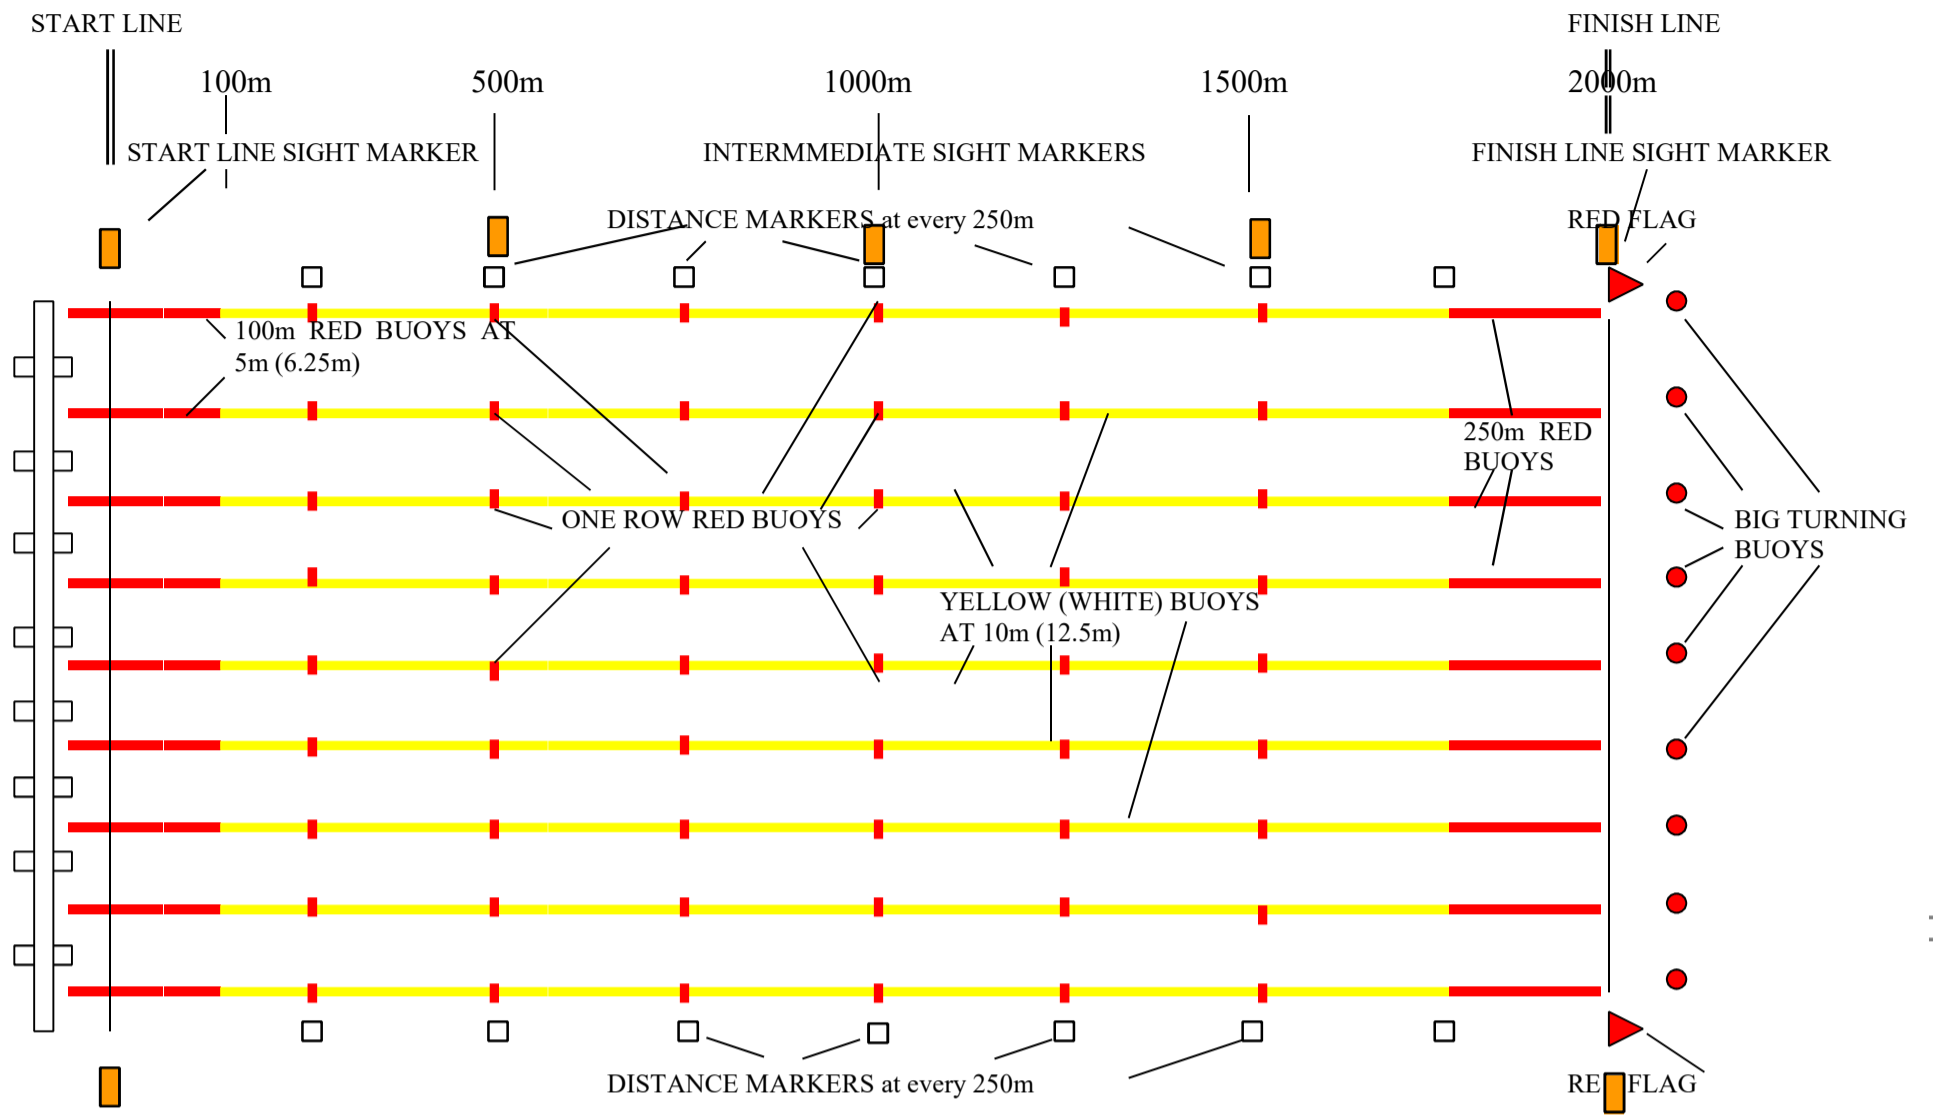 START LINE
FINISH LINE
100m
500m
1000m
1500m
2000m
START LINE SIGHT MARKER
INTERMMEDIATE SIGHT MARKERS
FINISH LINE SIGHT MARKER
DISTANCE MARKERS at every 250m
RED FLAG
100m RED BUOYS AT
5m (6.25m)
250m RED
BUOYS
ONE ROW RED BUOYS
BIG TURNING
BUOYS
YELLOW (WHITE) BUOYS
AT 10m (12.5m)
DISTANCE MARKERS at every 250m
RE FLAG